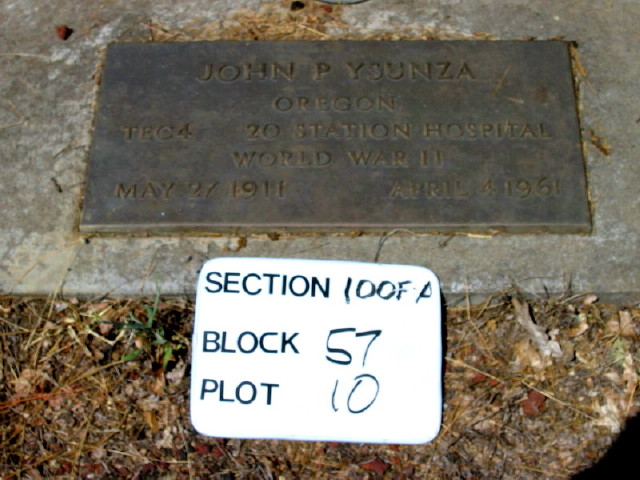 JOHN P YSUNZA
OREGON
TEC4 20 STATION HOSPITAL
WORLD WAR II
MAY 27 1911 APRIL 4 1961
SECTION 100FA
BLOCK 57
PLOT 10